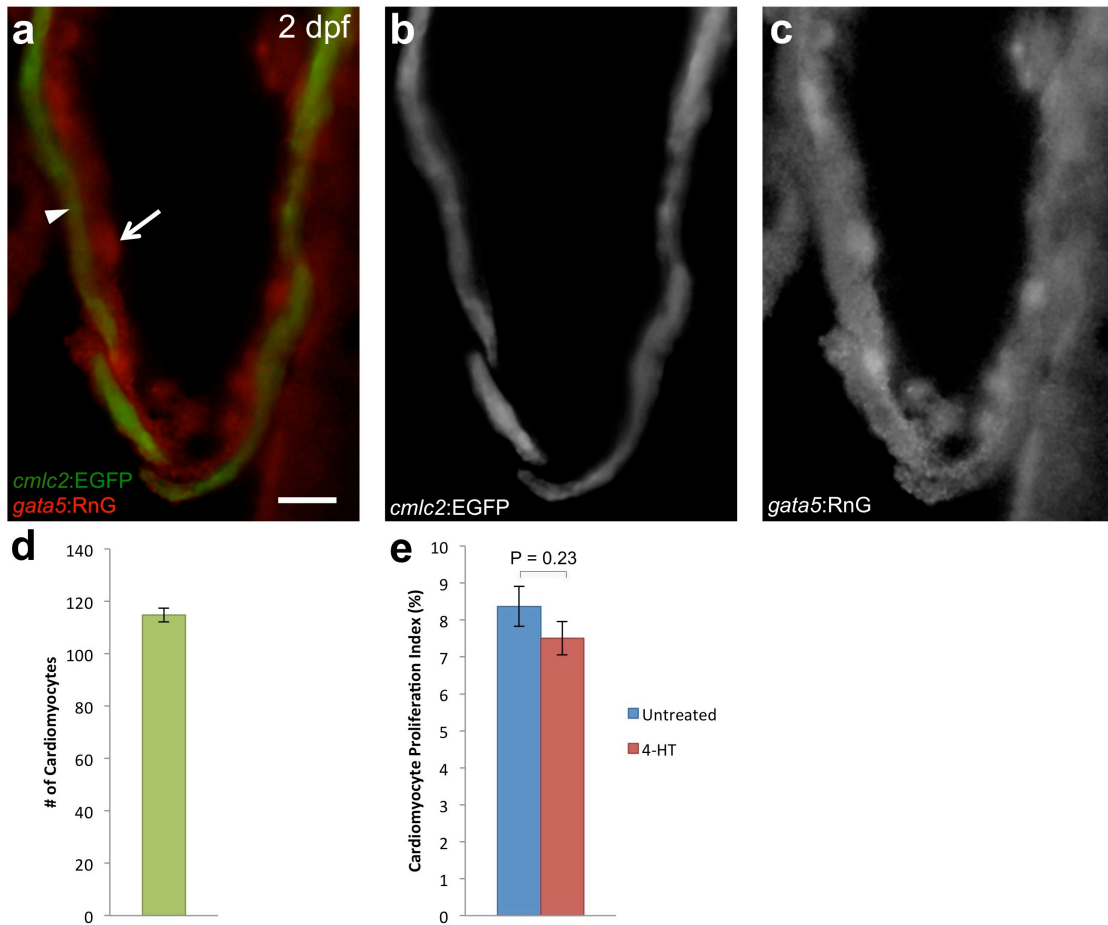 a
2 dpf
cmlc2:EGFP
gata5:RnG
b
cmlc2:EGFP
c
gata5:RnG
d
# of Cardiomyocytes
140
120
100
80
60
40
20
0
e
Cardiomyocyte Proliferation Index (%)
10
9
8
7
6
5
4
3
2
1
0
P = 0.23
Untreated
4-HT